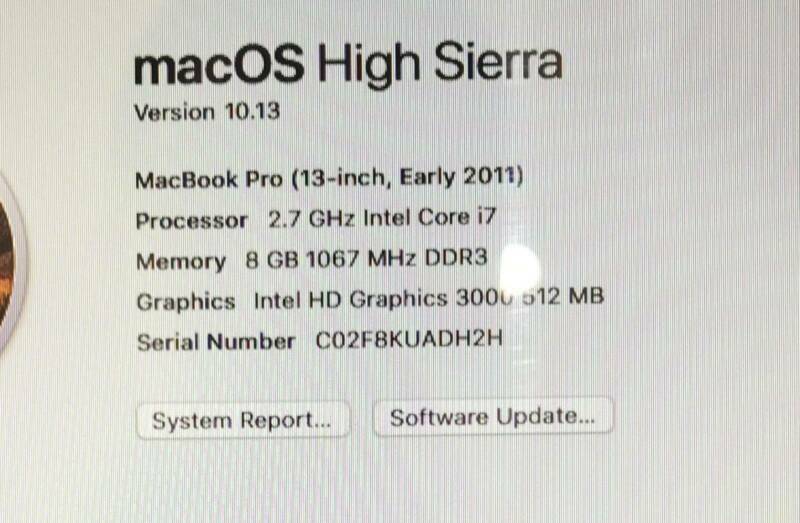 macOS High Sierra
Version 10.13
MacBook Pro (13-inch, Early 2011)
Processor 2.7 GHz Intel Core i7
Memory 8 GB 1067 MHz DDR3
Graphics Intel HD Graphics 3000 512 MB
Serial Number C02F8KUADH2H
System Report...
Software Update...